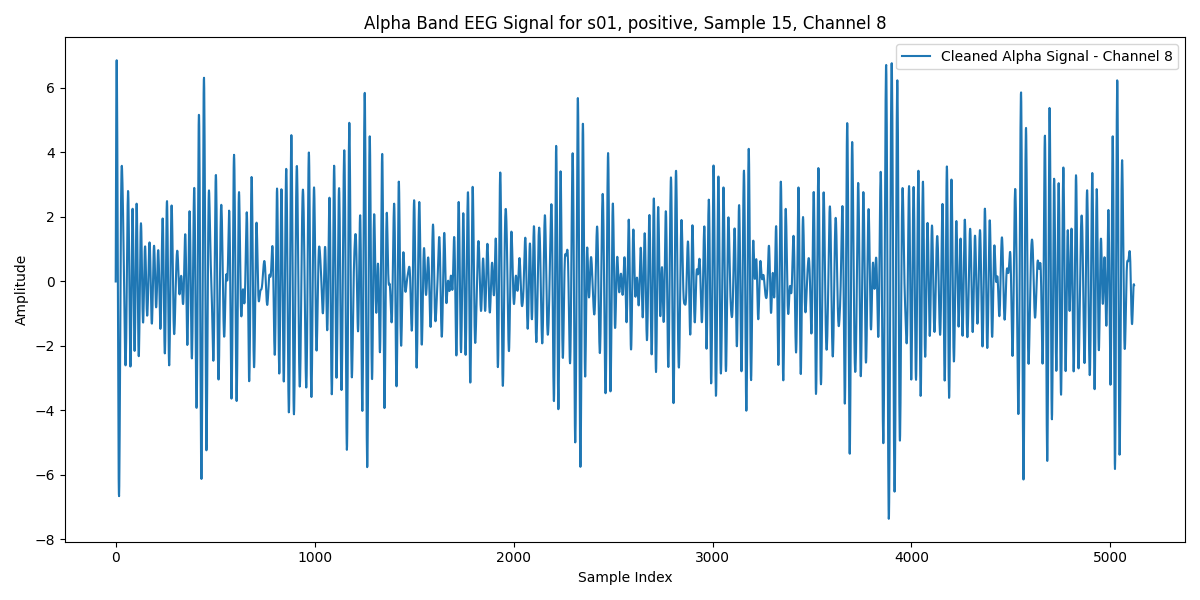 Alpha Band EEG Signal for s01, positive, Sample 15, Channel 8
Cleaned Alpha Signal - Channel 8
Amplitude
6
4
2
0
−2
−4
−6
−8
0 1000 2000 3000 4000 5000
Sample Index